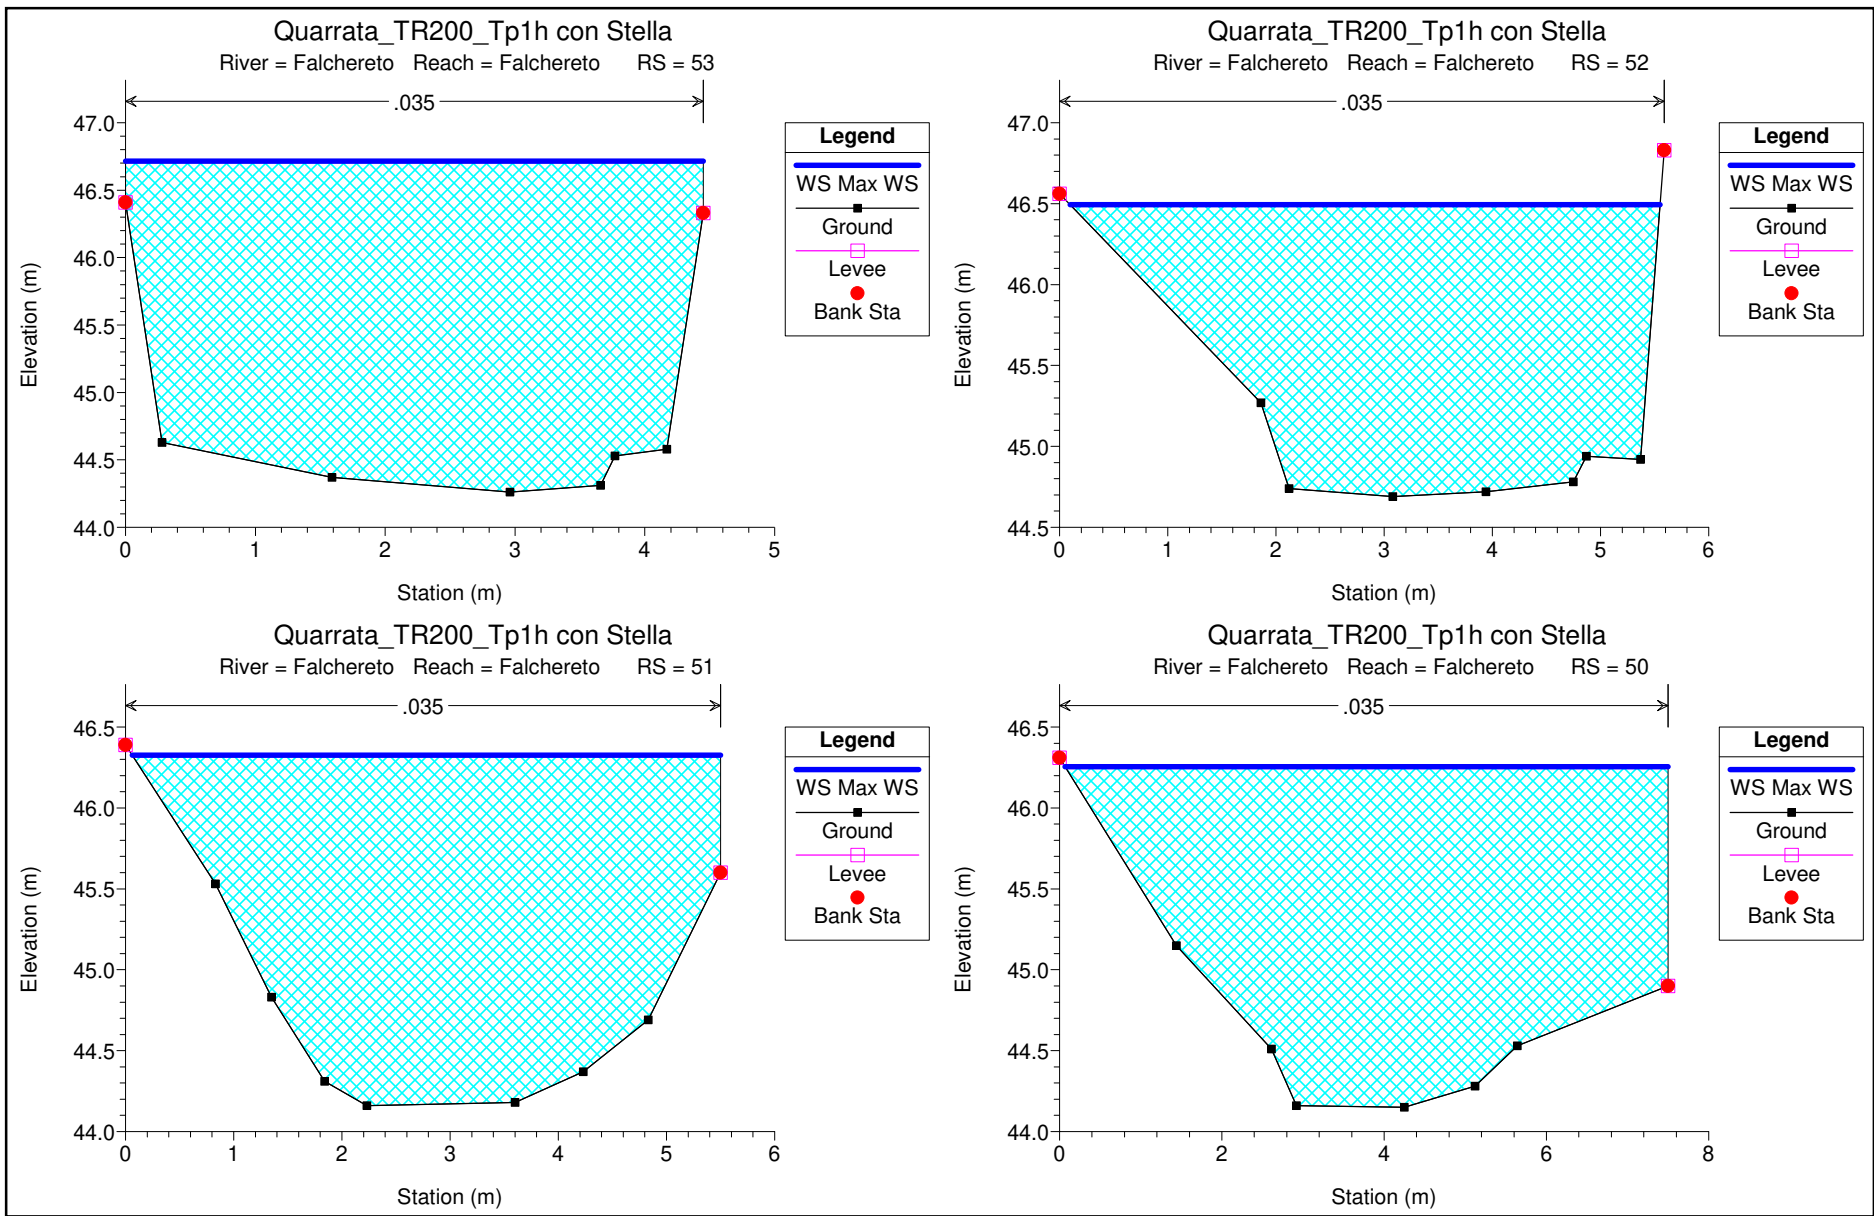 Quarrata_TR200_Tp1h con Stella
River = Falchereto Reach = Falchereto RS = 53
.035
47.0
46.5
46.0
45.5
45.0
44.5
44.0
0 1 2 3 4 5
Elevation (m)
Station (m)
Legend
WS Max WS
Ground
Levee
Bank Sta
Quarrata_TR200_Tp1h con Stella
River = Falchereto Reach = Falchereto RS = 52
.035
47.0
46.5
46.0
45.5
45.0
44.5
0 1 2 3 4 5 6
Elevation (m)
Station (m)
Legend
WS Max WS
Ground
Levee
Bank Sta
Quarrata_TR200_Tp1h con Stella
River = Falchereto Reach = Falchereto RS = 51
.035
46.5
46.0
45.5
45.0
44.5
44.0
0 1 2 3 4 5 6
Elevation (m)
Station (m)
Legend
WS Max WS
Ground
Levee
Bank Sta
Quarrata_TR200_Tp1h con Stella
River = Falchereto Reach = Falchereto RS = 50
.035
46.5
46.0
45.5
45.0
44.5
44.0
0 2 4 6 8
Elevation (m)
Station (m)
Legend
WS Max WS
Ground
Levee
Bank Sta